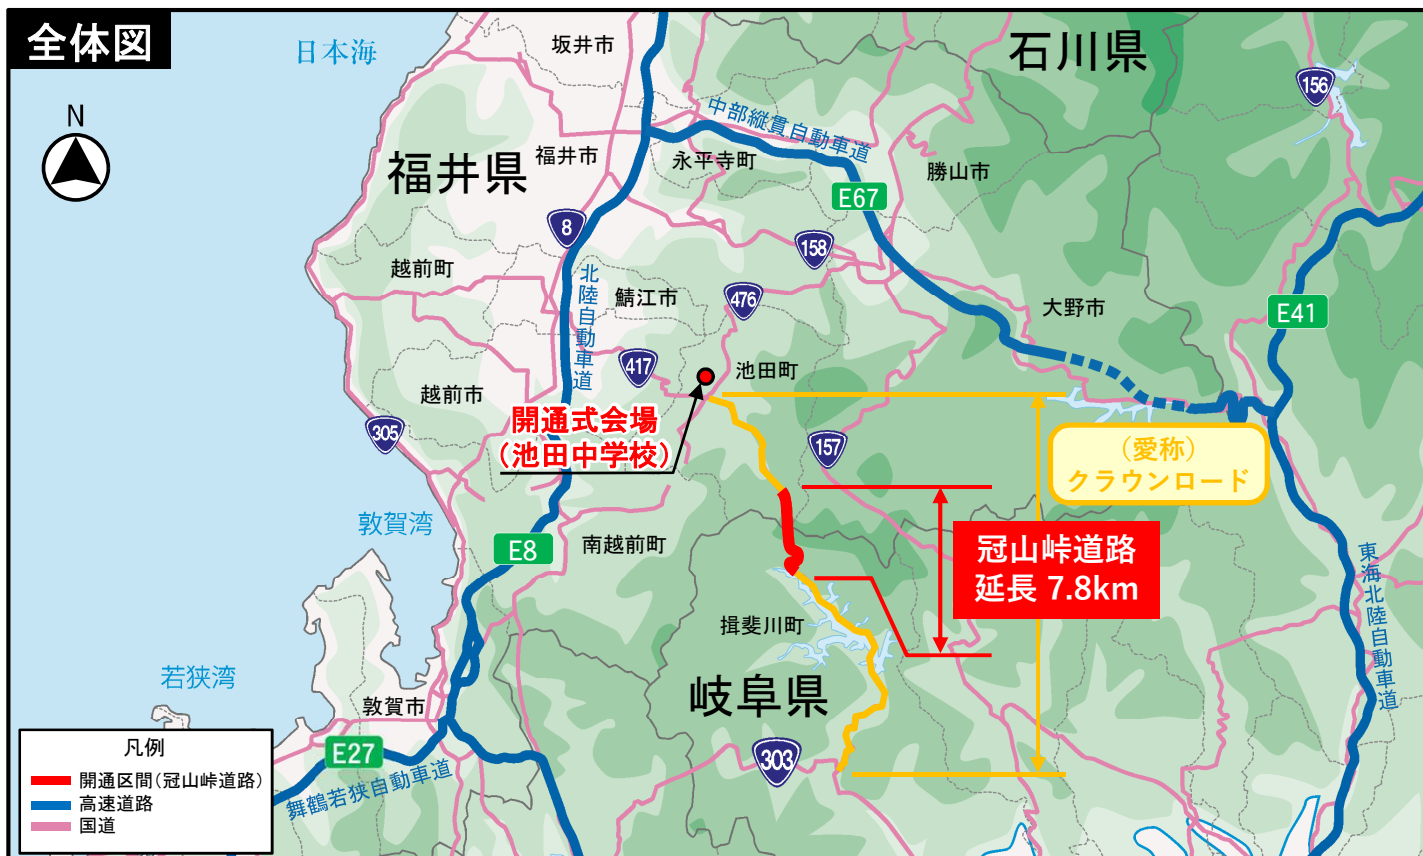 全体図
日本海
坂井市
石川県
156
N
中部縦貫自動車道
福井市
永平寺町
勝山市
福井県
E67
8
158
越前町
北陸自動車道
鯖江市
476
大野市
E41
417
池田町
越前市
開通式会場
(池田中学校)
305
157
(愛称)
クラウンロード
敦賀湾
E8
南越前町
冠山峠道路
延長 7.8km
東海北陸自動車道
揖斐川町
若狭湾
岐阜県
敦賀市
E27
303
舞鶴若狭自動車道
凡例
開通区間(冠山峠道路)
高速道路
国道